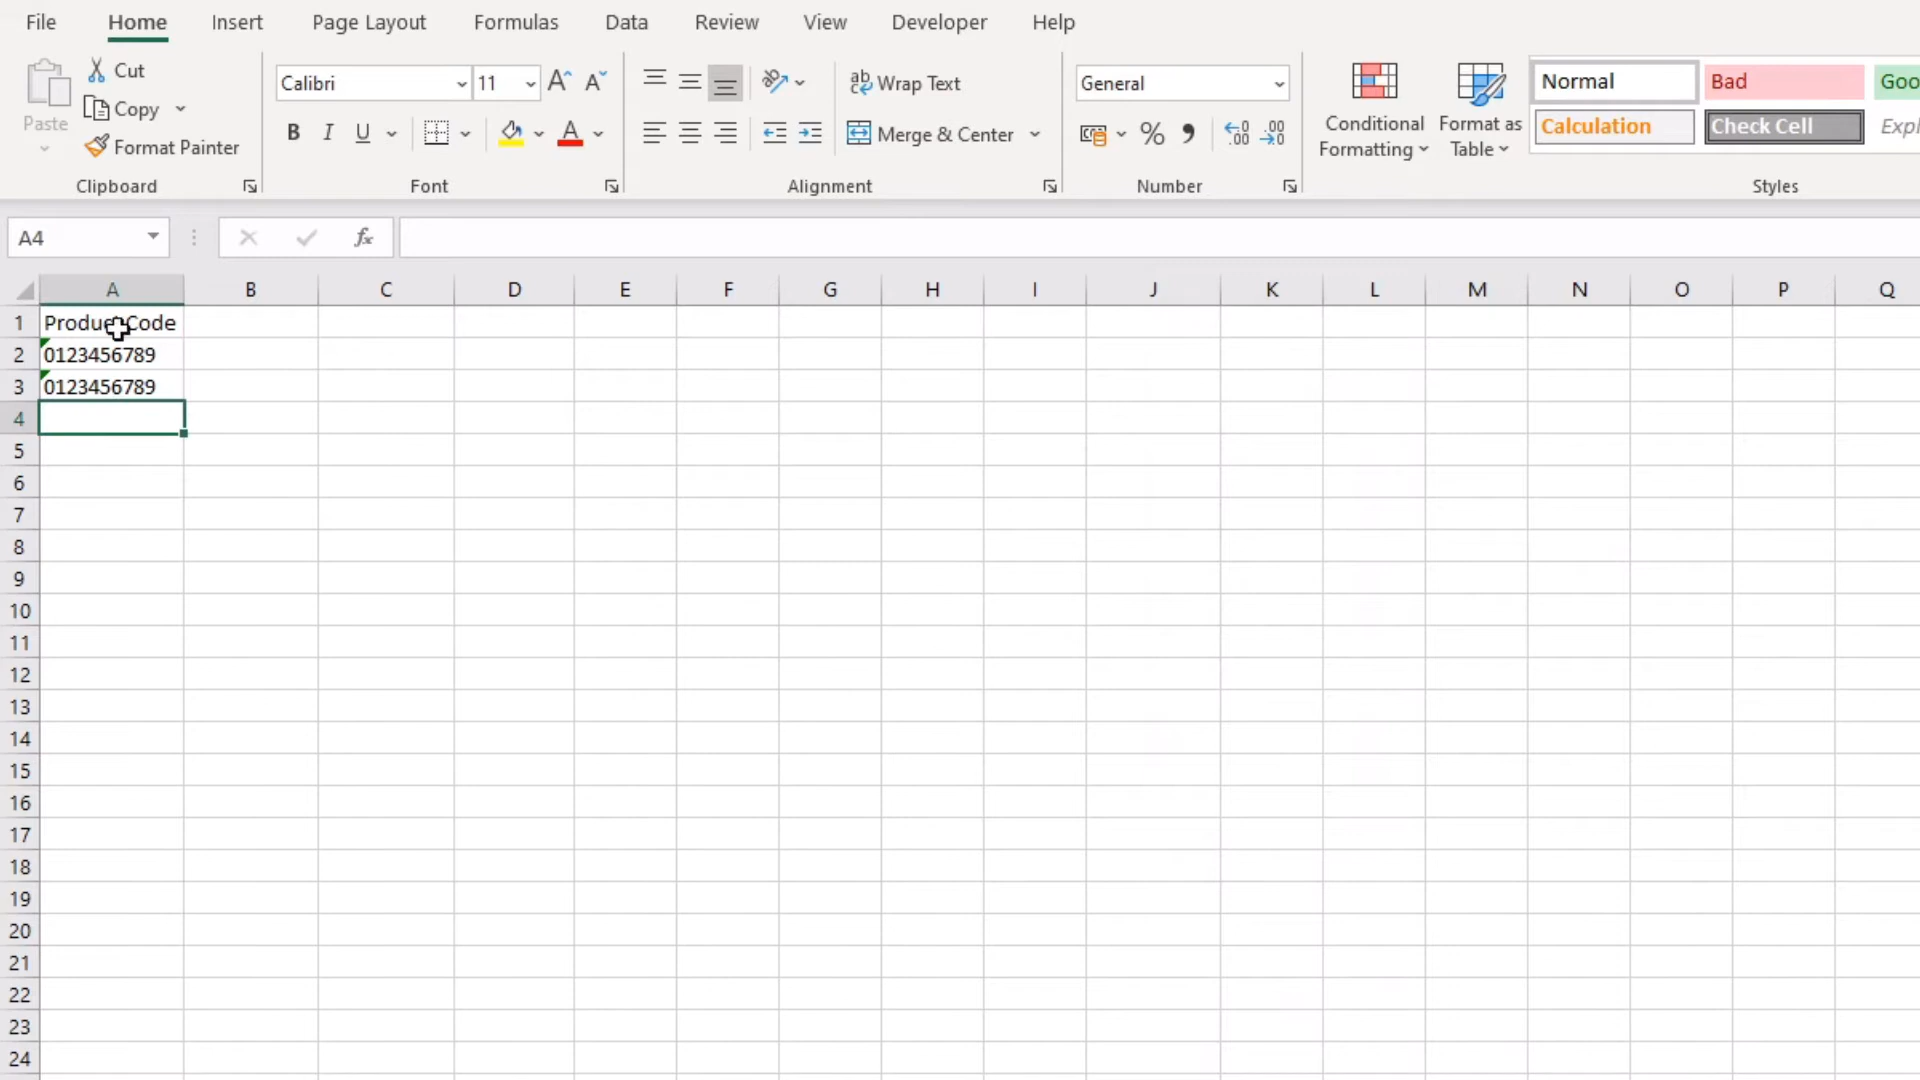 File Home Insert Page Layout Formulas Data Review View Developer Help
Paste
Cut
Copy
Format Painter
Clipboard
Calibri 11
B I U
Font
Wrap Text
Merge & Center
Alignment
General
Number
Conditional Formatting
Format as Table
Normal Bad
Calculation Check Cell
Styles
A4 fx
A B C D E F G H I J K L M N O P Q
1 Product Code
2 0123456789
3 0123456789
4
5
6
7
8
9
10
11
12
13
14
15
16
17
18
19
20
21
22
23
24